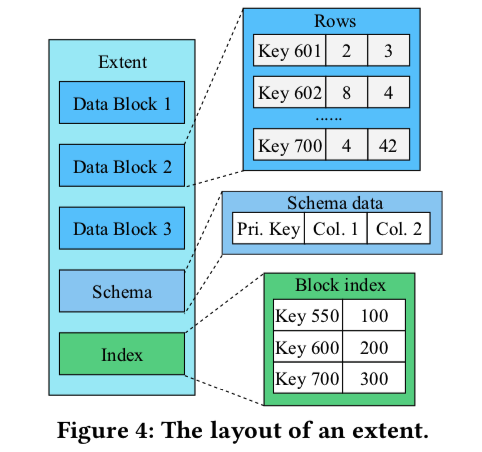 Extent
Data Block 1
Data Block 2
Data Block 3
Schema
Index
Rows
Key 601 2 3
Key 602 8 4
......
Key 700 4 42
Schema data
Pri. Key Col. 1 Col. 2
Block index
Key 550 100
Key 600 200
Key 700 300
Figure 4: The layout of an extent.